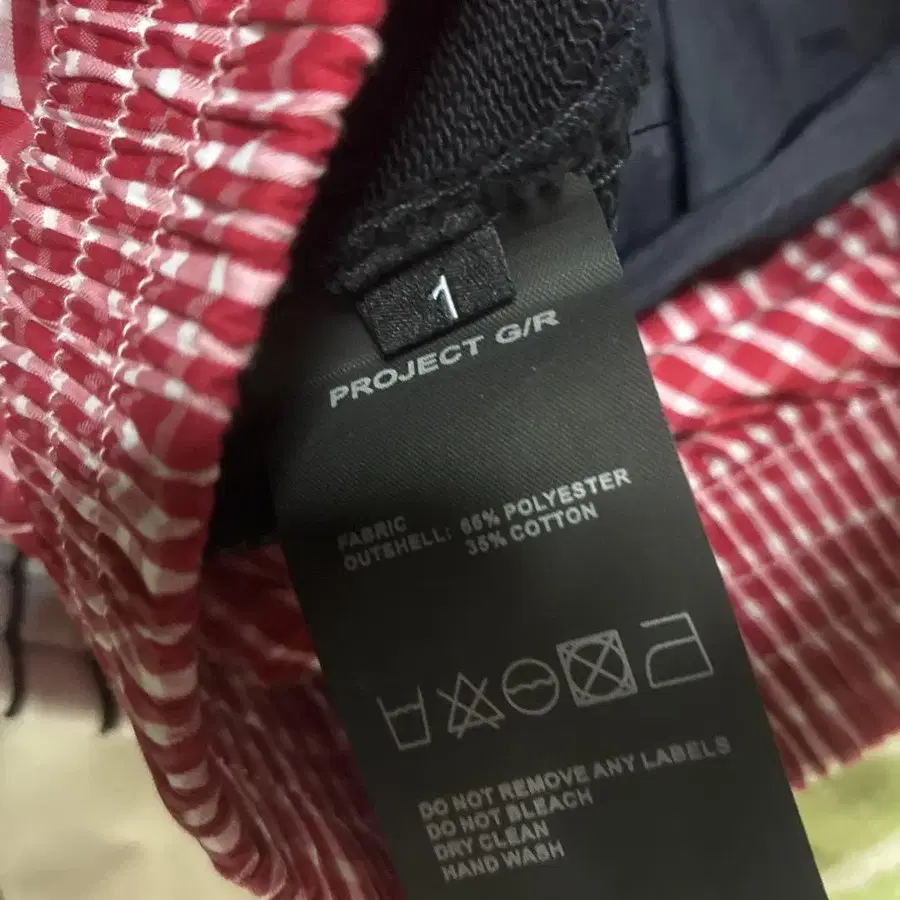 1
PROJECT G/R
FABRIC
OUTSHELL: 65% POLYESTER
35% COTTON
DO NOT REMOVE ANY LABELS
DO NOT BLEACH
DRY CLEAN
HAND WASH